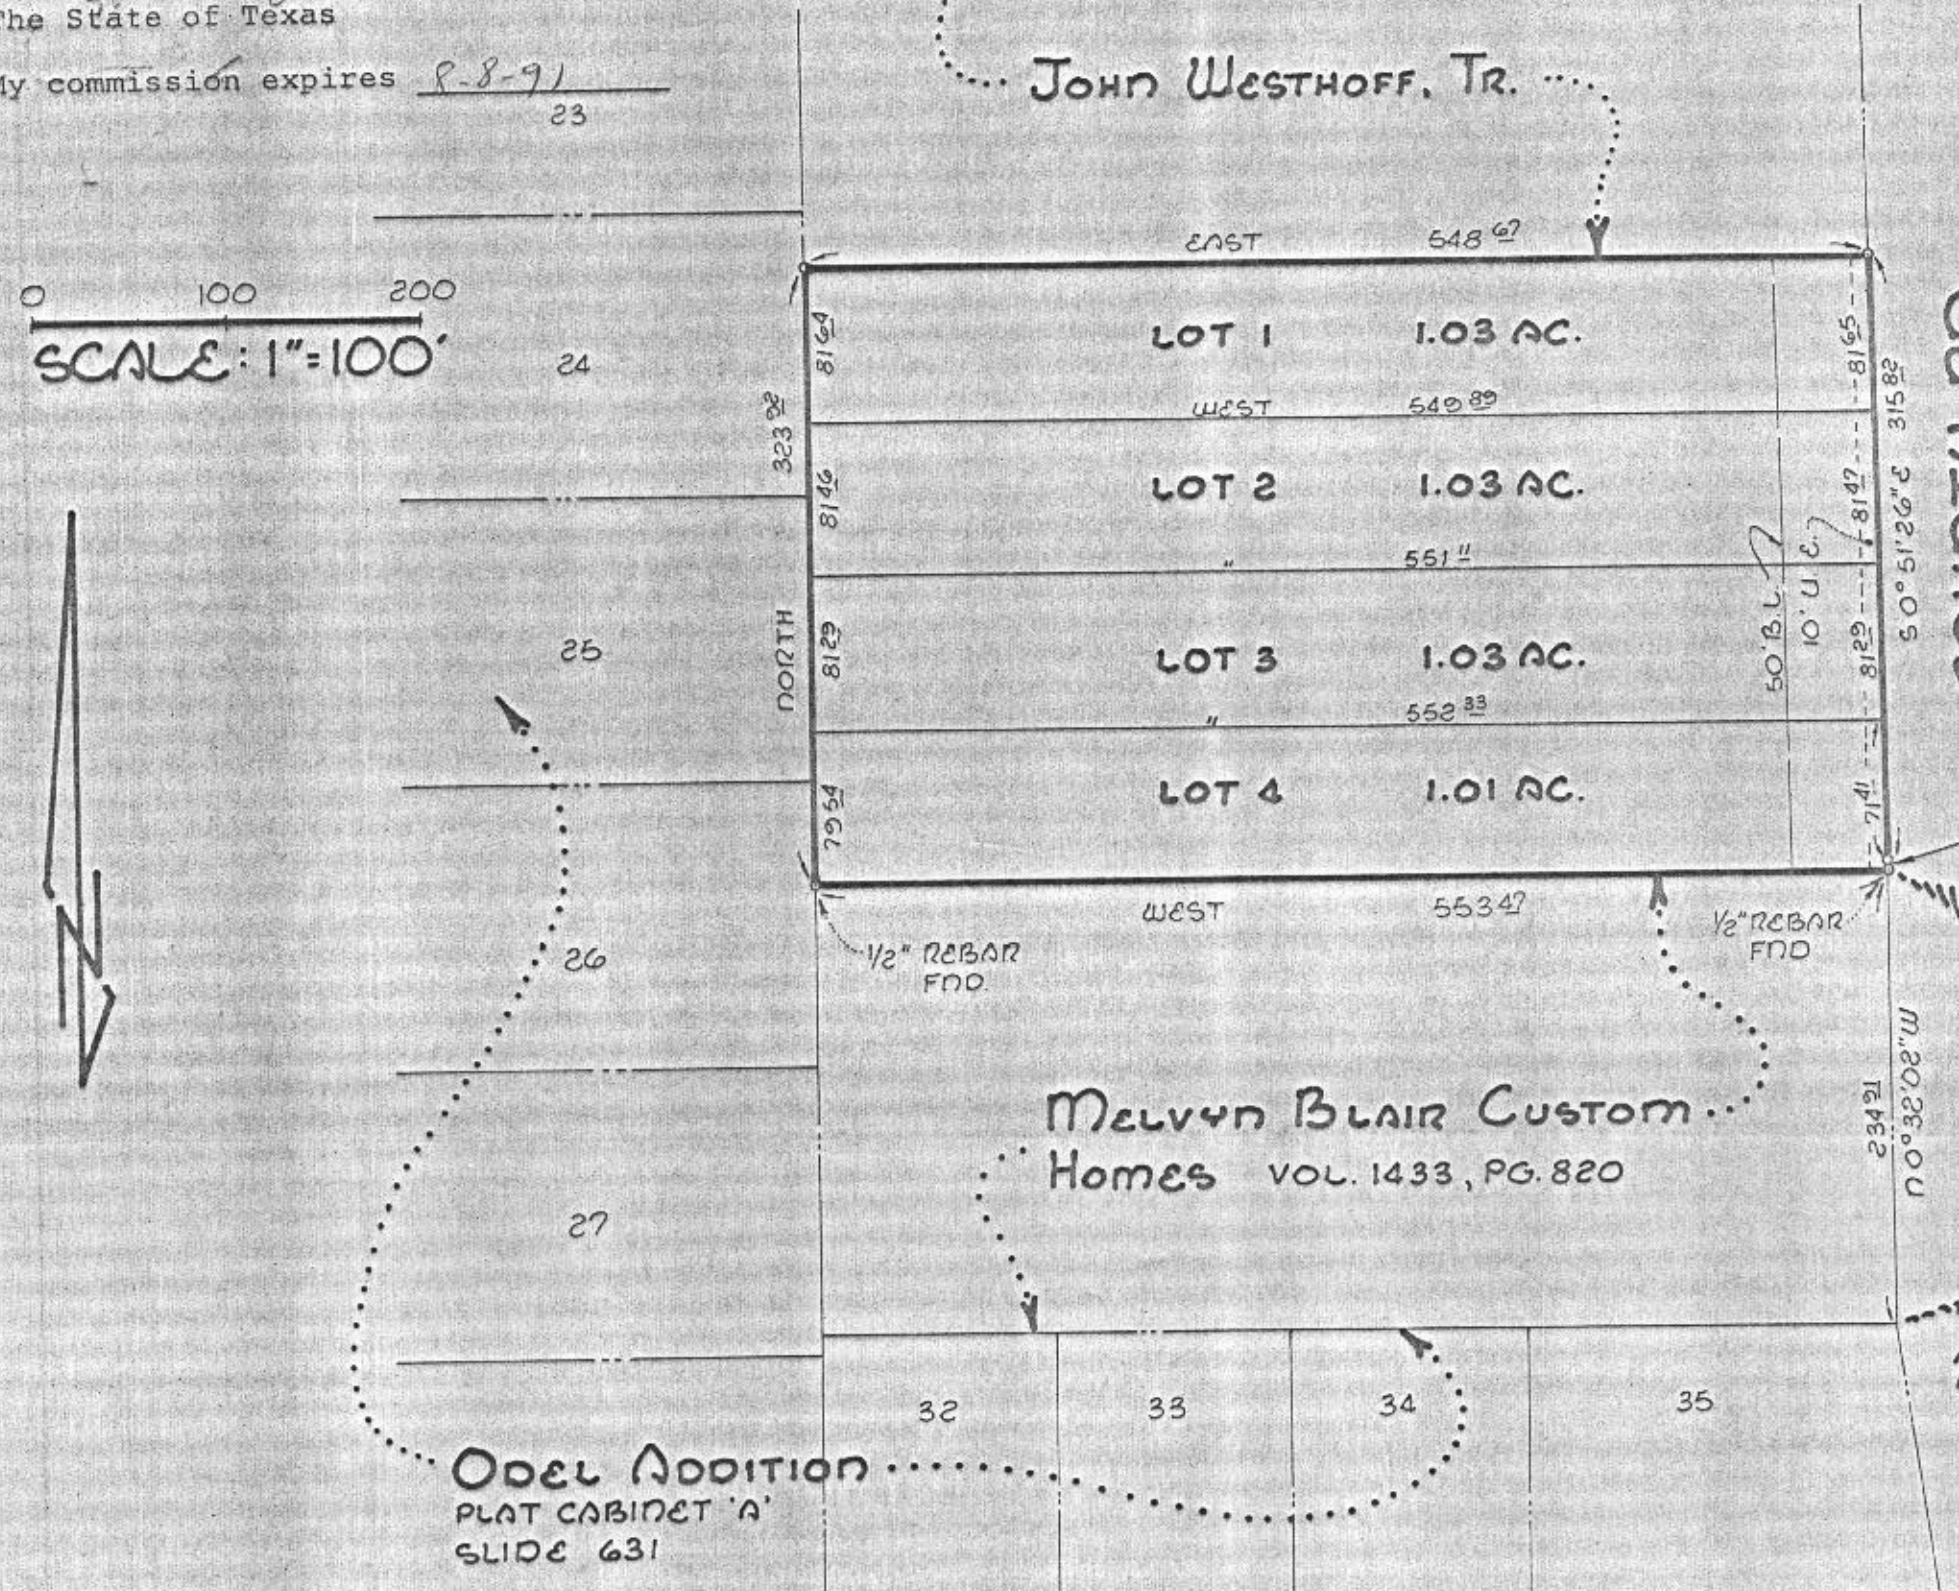 The State of Texas
My commission expires 8-8-91
23
JOHN WESTHOFF, TR.
EAST 548 67
0 100 200
SCALE: 1"=100'
24
81 64
LOT 1 1.03 AC.
81 65
WEST 549 89
323 92
NORTH
315 82
S 0° 51' 26" E
81 46
LOT 2 1.03 AC.
81 47
" 551 11
50' B.L.
10' U.E.
25
81 29
LOT 3 1.03 AC.
81 29
" 552 33
79 54
LOT 4 1.01 AC.
71 41
WEST 553 47
1/2" REBAR
FND.
1/2" REBAR
FND
N
26
234 91
N 0° 32' 02" W
MELVYN BLAIR CUSTOM
HOMES VOL. 1433, PG. 820
27
32 33 34 35
ODEL ADDITION
PLAT CABINET 'A'
SLIDE 631